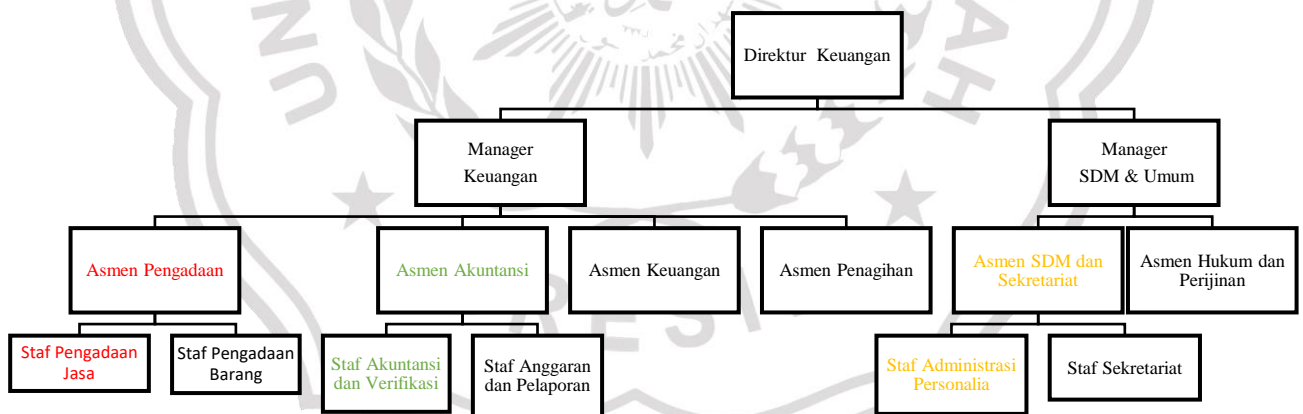 Direktur Keuangan
Manager
Keuangan
Manager
SDM & Umum
Asmen Pengadaan
Asmen Akuntansi
Asmen Keuangan
Asmen Penagihan
Asmen SDM dan
Sekretariat
Asmen Hukum dan
Perijinan
Staf Pengadaan
Jasa
Staf Pengadaan
Barang
Staf Akuntansi
dan Verifikasi
Staf Anggaran
dan Pelaporan
Staf Administrasi
Personalia
Staf Sekretariat